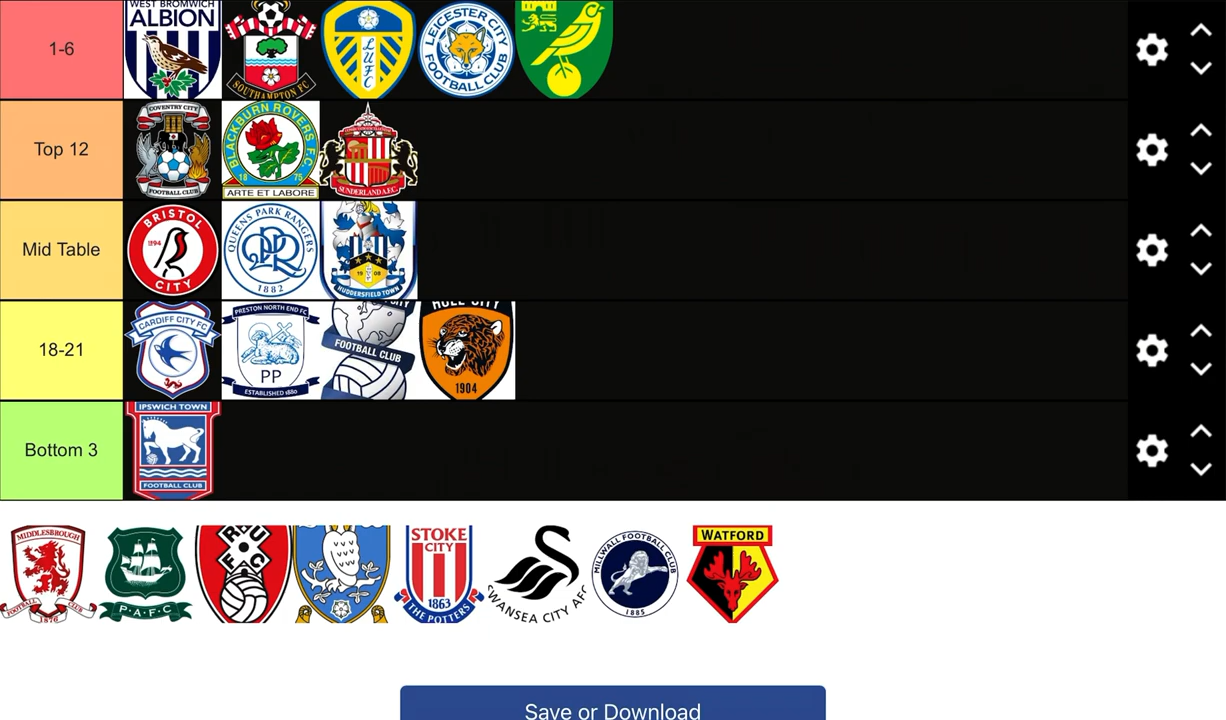 1-6
WEST BROMWICH
ALBION
SOUTHAMPTON FC
LUFC
LEICESTER CITY
FOOTBALL CLUB
Top 12
COVENTRY CITY
FOOTBALL CLUB
BLACKBURN ROVERS F.C.
18 75
ARTE ET LABORE
SUNDERLAND A.F.C.
Mid Table
BRISTOL
1894
CITY
QUEENS PARK RANGERS
QPR
1882
19 08
HUDDERSFIELD TOWN
18-21
CARDIFF CITY FC
PRESTON NORTH END FC
PP
ESTABLISHED 1880
FOOTBALL CLUB
HULL CITY
1904
Bottom 3
IPSWICH TOWN
FOOTBALL CLUB
MIDDLESBROUGH
FOOTBALL CLUB
1876
P·A·F·C
RUFC
STOKE
CITY
1863
THE POTTERS
SWANSEA CITY AFC
MILLWALL FOOTBALL CLUB
1885
WATFORD
Save or Download